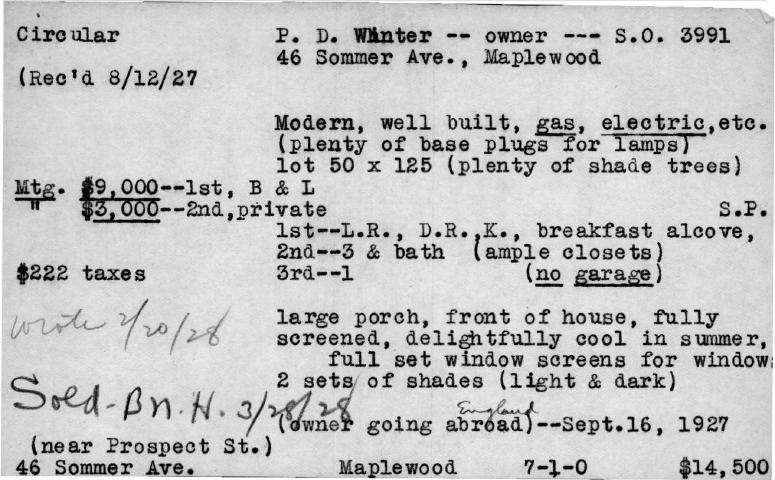 Circular P. D. Winter -- owner --- S.O. 3991
46 Sommer Ave., Maplewood
(Rec'd 8/12/27
Modern, well built, gas, electric,etc.
(plenty of base plugs for lamps)
lot 50 x 125 (plenty of shade trees)
Mtg. $9,000--1st, B & L
" $3,000--2nd,private S.P.
1st--L.R., D.R.,K., breakfast alcove,
2nd--3 & bath (ample closets)
$222 taxes 3rd--1 (no garage)
wrote 2/20/28 large porch, front of house, fully
screened, delightfully cool in summer,
full set window screens for windows
2 sets of shades (light & dark)
Sold-Bn.H. 3/28/28
England
(owner going abroad)--Sept.16, 1927
(near Prospect St.)
46 Sommer Ave. Maplewood 7-1-0 $14,500